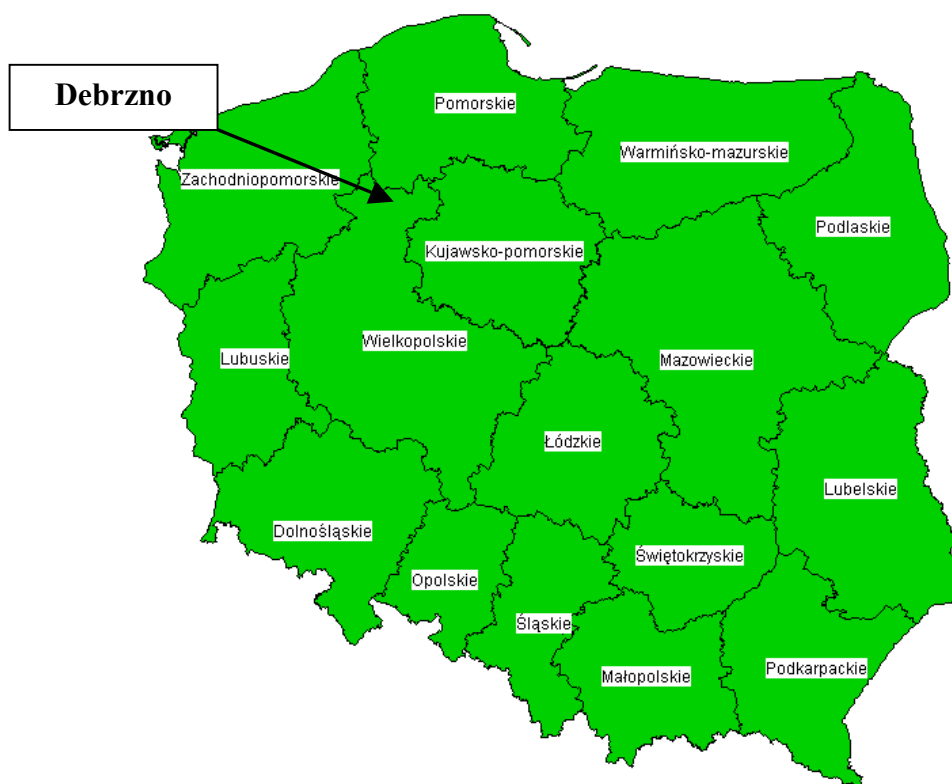 Debrzno
Pomorskie
Warmińsko-mazurskie
Zachodniopomorskie
Podlaskie
Kujawsko-pomorskie
Wielkopolskie
Lubuskie
Mazowieckie
Łódzkie
Lubelskie
Dolnośląskie
Świętokrzyskie
Opolskie
Śląskie
Podkarpackie
Małopolskie